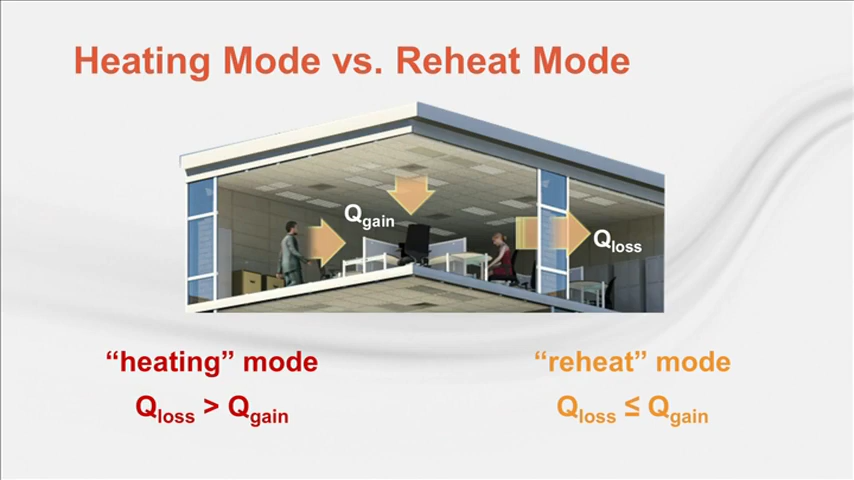 Heating Mode vs. Reheat Mode
Qgain
Qloss
“heating” mode
Qloss > Qgain
“reheat” mode
Qloss ≤ Qgain